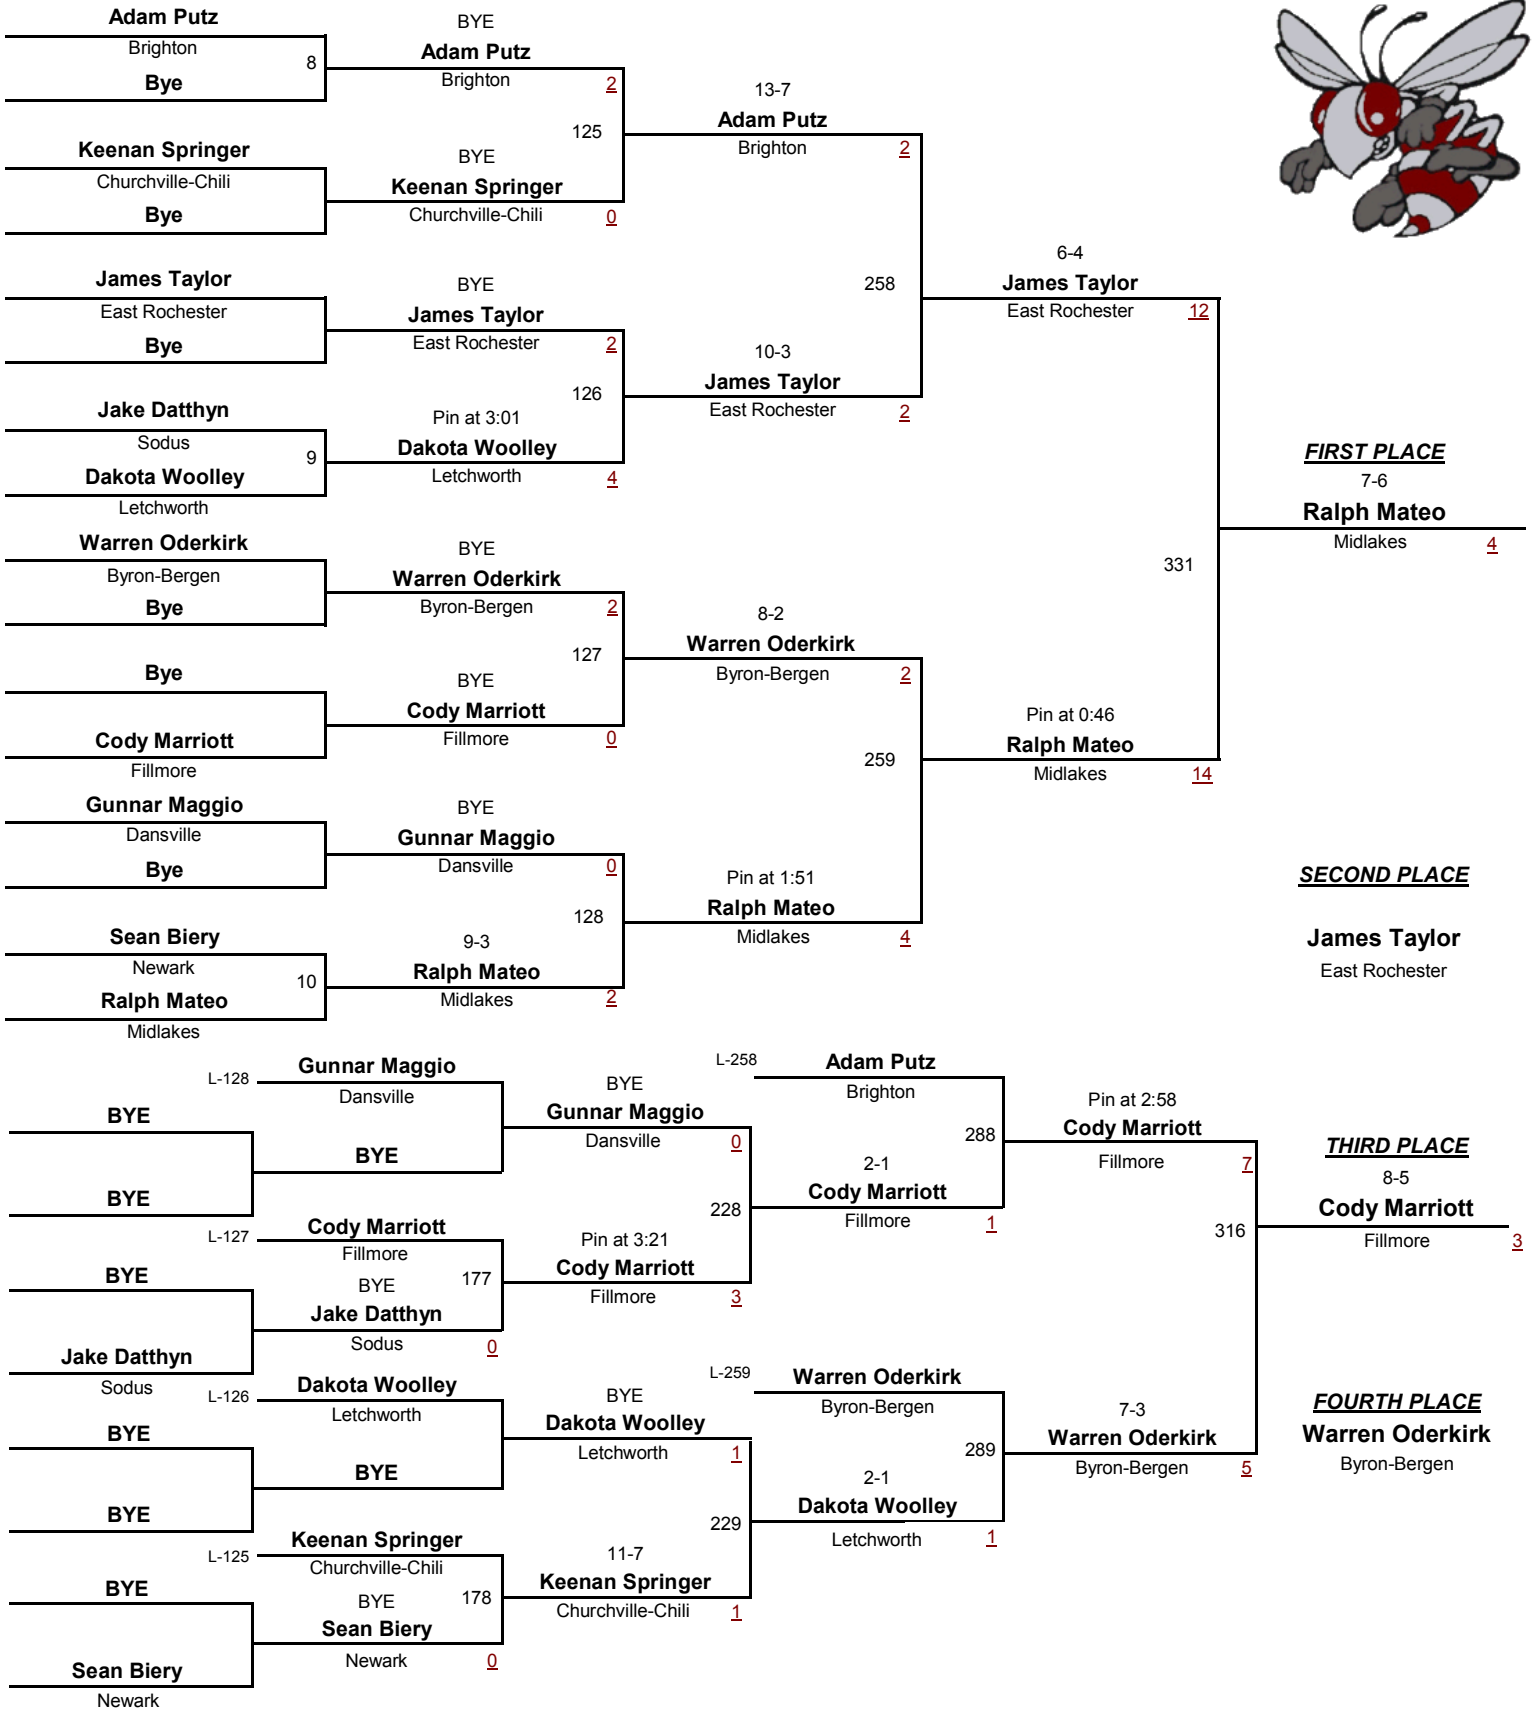 Adam Putz
Brighton
8
Bye
BYE
Adam Putz
Brighton
2
Keenan Springer
Churchville-Chili
Bye
125
BYE
Keenan Springer
Churchville-Chili
0
13-7
Adam Putz
Brighton
2
James Taylor
East Rochester
Bye
BYE
James Taylor
East Rochester
2
258
6-4
James Taylor
East Rochester
12
Jake Datthyn
Sodus
9
Dakota Woolley
Letchworth
126
Pin at 3:01
Dakota Woolley
Letchworth
4
10-3
James Taylor
East Rochester
2
FIRST PLACE
7-6
Ralph Mateo
Midlakes
4
331
Warren Oderkirk
Byron-Bergen
Bye
BYE
Warren Oderkirk
Byron-Bergen
2
127
8-2
Warren Oderkirk
Byron-Bergen
2
Bye
Cody Marriott
Fillmore
BYE
Cody Marriott
Fillmore
0
259
Pin at 0:46
Ralph Mateo
Midlakes
14
Gunnar Maggio
Dansville
Bye
BYE
Gunnar Maggio
Dansville
0
128
Pin at 1:51
Ralph Mateo
Midlakes
4
Sean Biery
Newark
10
Ralph Mateo
Midlakes
9-3
Ralph Mateo
Midlakes
2
SECOND PLACE
James Taylor
East Rochester
L-128
Gunnar Maggio
Dansville
BYE
BYE
BYE
BYE
Gunnar Maggio
Dansville
0
L-258
Adam Putz
Brighton
288
Pin at 2:58
Cody Marriott
Fillmore
7
L-127
Cody Marriott
Fillmore
BYE
177
BYE
Jake Datthyn
Sodus
0
Jake Datthyn
Sodus
228
Pin at 3:21
Cody Marriott
Fillmore
3
2-1
Cody Marriott
Fillmore
1
316
THIRD PLACE
8-5
Cody Marriott
Fillmore
3
L-126
Dakota Woolley
Letchworth
BYE
BYE
BYE
BYE
Dakota Woolley
Letchworth
1
L-259
Warren Oderkirk
Byron-Bergen
289
7-3
Warren Oderkirk
Byron-Bergen
5
FOURTH PLACE
Warren Oderkirk
Byron-Bergen
L-125
Keenan Springer
Churchville-Chili
BYE
178
BYE
Sean Biery
Newark
0
Sean Biery
Newark
229
11-7
Keenan Springer
Churchville-Chili
1
2-1
Dakota Woolley
Letchworth
1